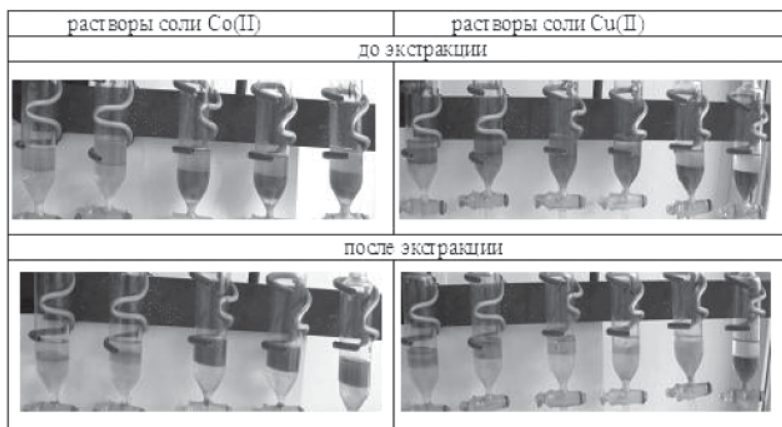 растворы соли Co(II)
растворы соли Cu(II)
до экстракции
после экстракции